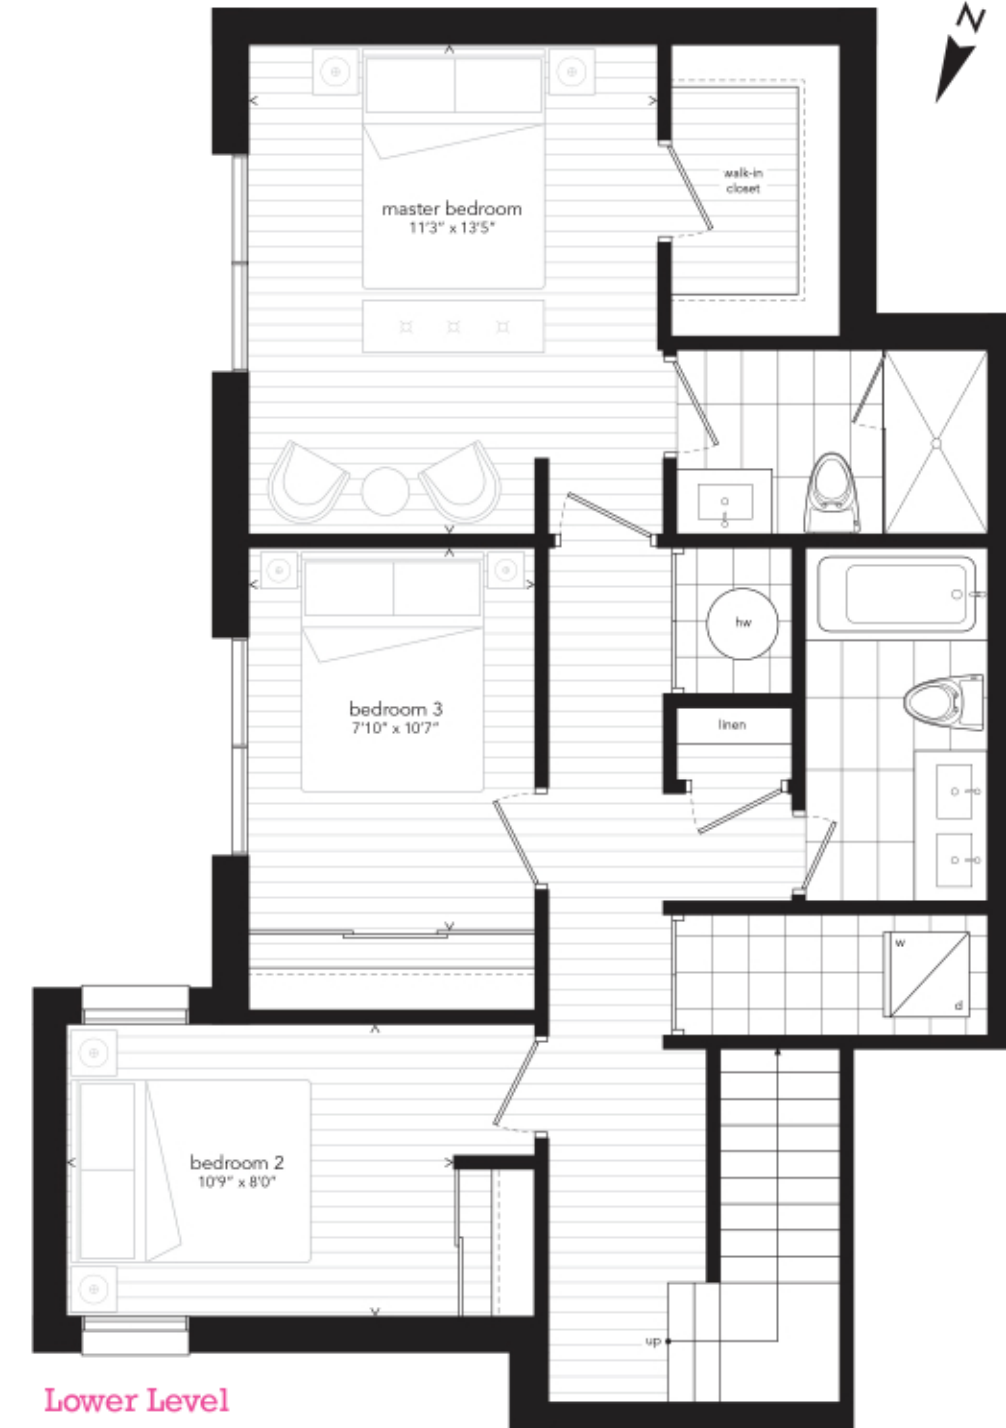 N
walk-in
closet
master bedroom
11'3" x 13'5"
hw
bedroom 3
7'10" x 10'7"
linen
w
d
bedroom 2
10'9" x 8'0"
up
Lower Level